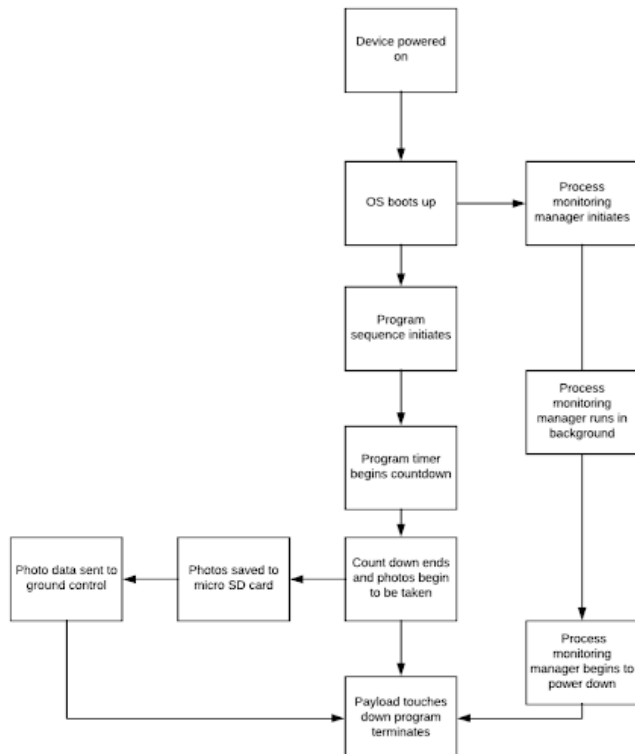 Device powered
on
OS boots up
Process
monitoring
manager initiates
Program
sequence initiates
Process
monitoring
manager runs in
background
Program timer
begins countdown
Photo data sent to
ground control
Photos saved to
micro SD card
Count down ends
and photos begin
to be taken
Process
monitoring
manager begins to
power down
Payload touches
down program
terminates